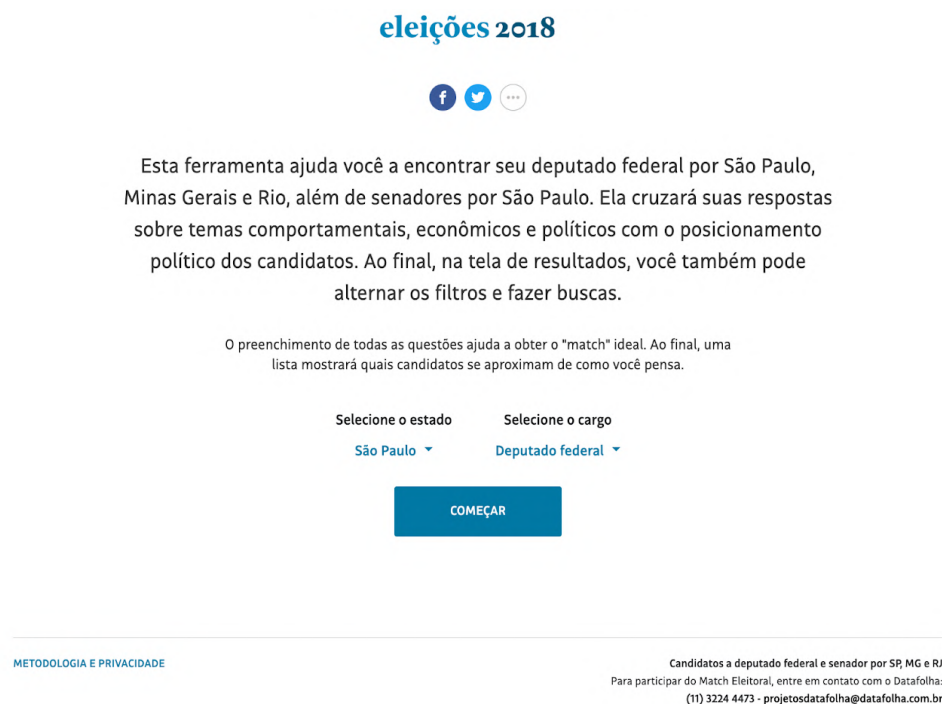 eleições 2018
f
Esta ferramenta ajuda você a encontrar seu deputado federal por São Paulo,
Minas Gerais e Rio, além de senadores por São Paulo. Ela cruzará suas respostas
sobre temas comportamentais, econômicos e políticos com o posicionamento
político dos candidatos. Ao final, na tela de resultados, você também pode
alternar os filtros e fazer buscas.
O preenchimento de todas as questões ajuda a obter o "match" ideal. Ao final, uma
lista mostrará quais candidatos se aproximam de como você pensa.
Selecione o estado Selecione o cargo
São Paulo Deputado federal
COMEÇAR
METODOLOGIA E PRIVACIDADE
Candidatos a deputado federal e senador por SP, MG e RJ
Para participar do Match Eleitoral, entre em contato com o Datafolha:
(11) 3224 4473 - projetosdatafolha@datafolha.com.br